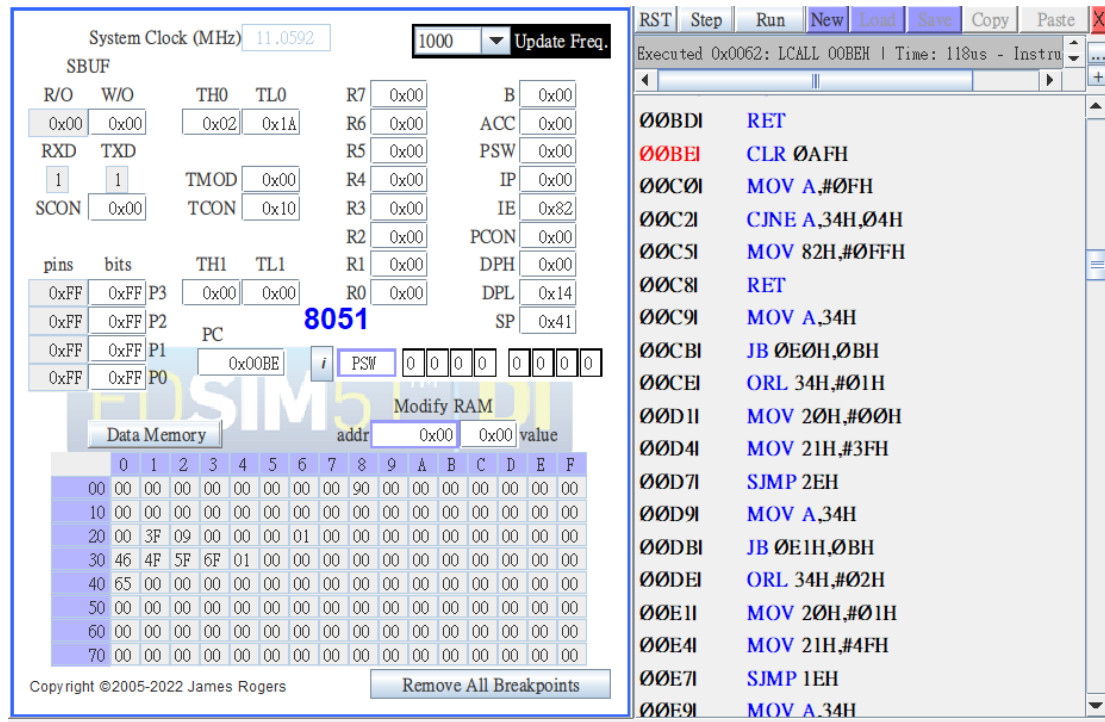 System Clock (MHz) 11.0592 1000 Update Freq.
SBUF
R/O W/O TH0 TL0 R7 0x00 B 0x00
0x00 0x00 0x02 0x1A R6 0x00 ACC 0x00
RXD TXD R5 0x00 PSW 0x00
1 1 TMOD 0x00 R4 0x00 IP 0x00
SCON 0x00 TCON 0x10 R3 0x00 IE 0x82
R2 0x00 PCON 0x00
pins bits TH1 TL1 R1 0x00 DPH 0x00
0xFF 0xFF P3 0x00 0x00 R0 0x00 DPL 0x14
0xFF 0xFF P2 8051 SP 0x41
PC
0xFF 0xFF P1 0x00BE i PSW 0 0 0 0 0 0 0 0
0xFF 0xFF P0
EDSIM51DI
TM
Modify RAM
Data Memory addr 0x00 0x00 value
0 1 2 3 4 5 6 7 8 9 A B C D E F
00 00 00 00 00 00 00 00 00 90 00 00 00 00 00 00 00
10 00 00 00 00 00 00 00 00 00 00 00 00 00 00 00 00
20 00 3F 09 00 00 00 01 00 00 00 00 00 00 00 00 00
30 46 4F 5F 6F 01 00 00 00 00 00 00 00 00 00 00 00
40 65 00 00 00 00 00 00 00 00 00 00 00 00 00 00 00
50 00 00 00 00 00 00 00 00 00 00 00 00 00 00 00 00
60 00 00 00 00 00 00 00 00 00 00 00 00 00 00 00 00
70 00 00 00 00 00 00 00 00 00 00 00 00 00 00 00 00
Copyright ©2005-2022 James Rogers Remove All Breakpoints
RST Step Run New Load Save Copy Paste X
Executed 0x0062: LCALL 00BEH | Time: 118us - Instru ...
+
00BD| RET
00BE| CLR 0AFH
00C0| MOV A,#0FH
00C2| CJNE A,34H,04H
00C5| MOV 82H,#0FFH
00C8| RET
00C9| MOV A,34H
00CB| JB 0E0H,0BH
00CE| ORL 34H,#01H
00D1| MOV 20H,#00H
00D4| MOV 21H,#3FH
00D7| SJMP 2EH
00D9| MOV A,34H
00DB| JB 0E1H,0BH
00DE| ORL 34H,#02H
00E1| MOV 20H,#01H
00E4| MOV 21H,#4FH
00E7| SJMP 1EH
00E9| MOV A,34H